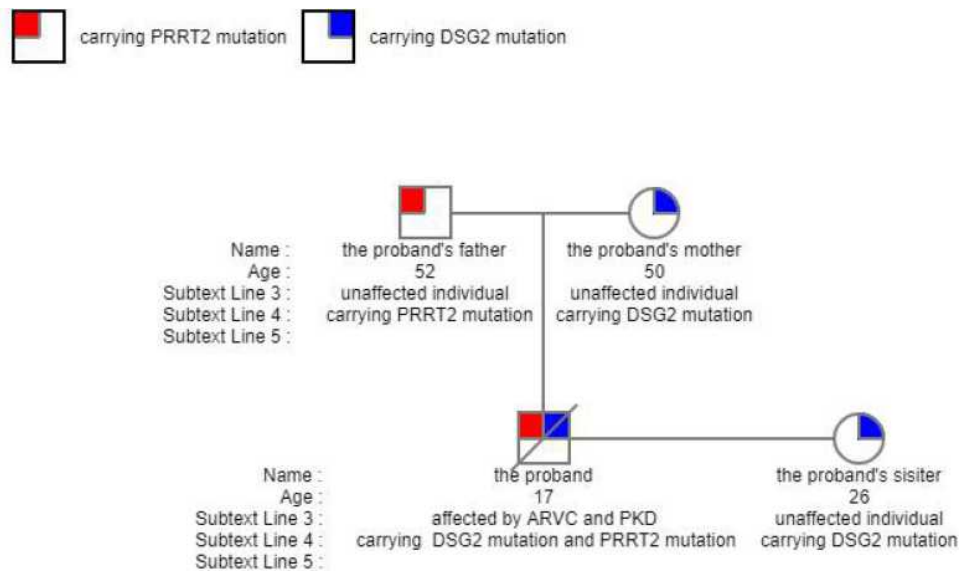 carrying PRRT2 mutation carrying DSG2 mutation
Name : the proband's father the proband's mother
Age : 52 50
Subtext Line 3 : unaffected individual unaffected individual
Subtext Line 4 : carrying PRRT2 mutation carrying DSG2 mutation
Subtext Line 5 :
Name : the proband the proband's sisiter
Age : 17 26
Subtext Line 3 : affected by ARVC and PKD unaffected individual
Subtext Line 4 : carrying DSG2 mutation and PRRT2 mutation carrying DSG2 mutation
Subtext Line 5 :